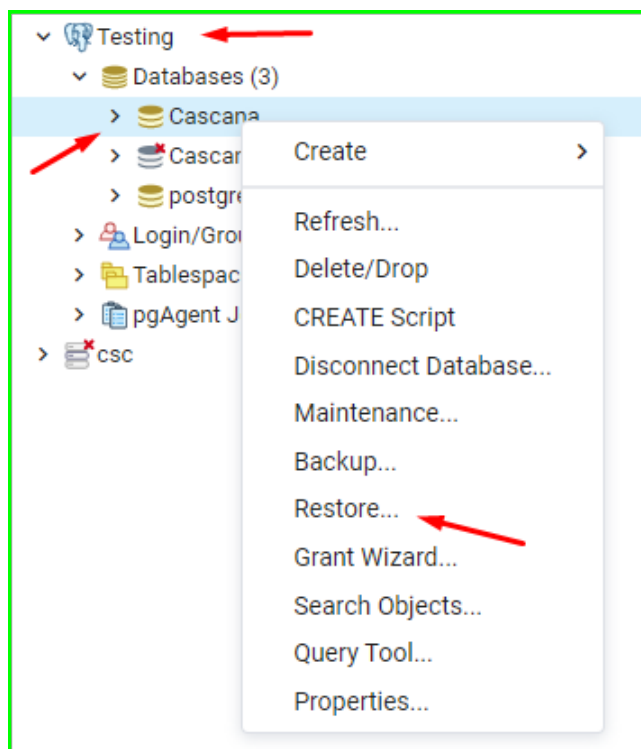 Testing
Databases (3)
Cascana
Cascar
postgre
Login/Grou
Tablespac
pgAgent J
csc
Create
Refresh...
Delete/Drop
CREATE Script
Disconnect Database...
Maintenance...
Backup...
Restore...
Grant Wizard...
Search Objects...
Query Tool...
Properties...